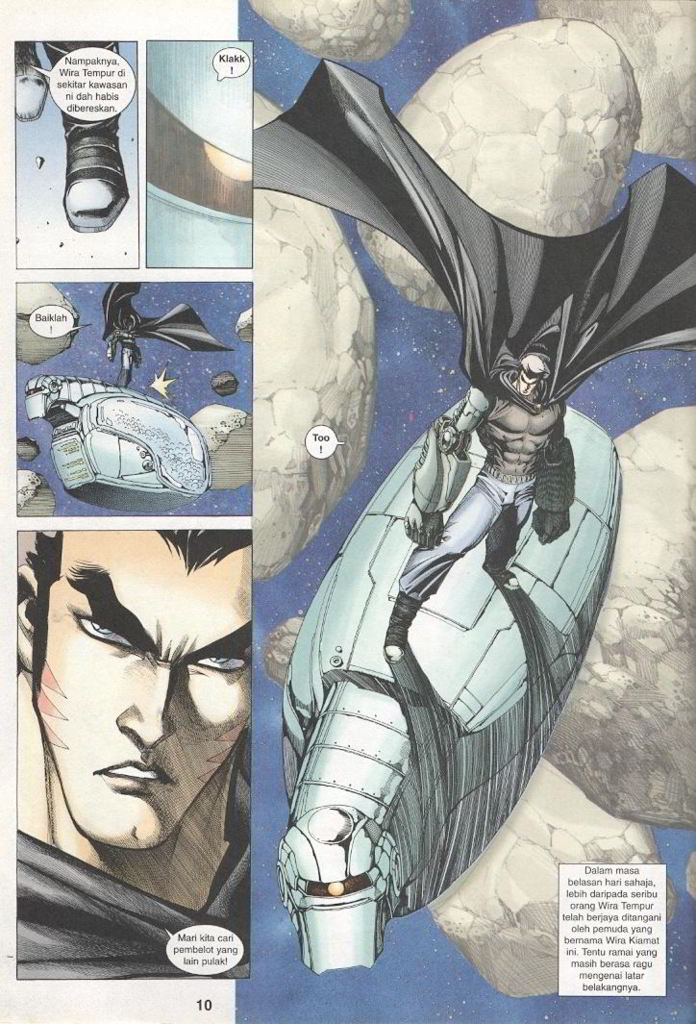 Nampaknya,
Wira Tempur di
sekitar kawasan
ni dah habis
dibereskan.
Klakk
!
Baiklah
!
Mari kita cari
pembelot yang
lain pulak!
Too
!
Dalam masa
belasan hari sahaja,
lebih daripada seribu
orang Wira Tempur
telah berjaya ditangani
oleh pemuda yang
bernama Wira Kiamat
ini. Tentu ramai yang
masih berasa ragu
mengenai latar
belakangnya.
10